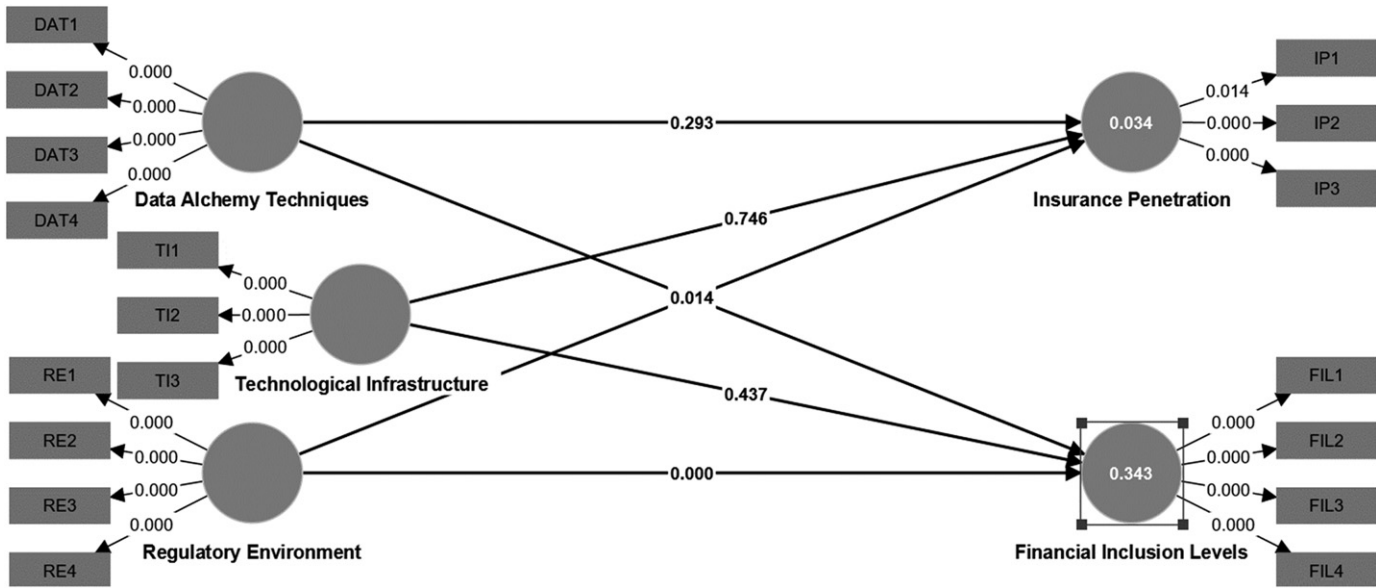 DAT1
0.000
DAT2
0.000
DAT3
0.000
DAT4
0.000
Data Alchemy Techniques
TI1
0.000
TI2
0.000
TI3
0.000
Technological Infrastructure
RE1
0.000
RE2
0.000
RE3
0.000
RE4
0.000
Regulatory Environment
0.293
0.746
0.014
0.437
0.000
0.034
Insurance Penetration
0.014
IP1
0.000
IP2
0.000
IP3
0.343
Financial Inclusion Levels
0.000
FIL1
0.000
FIL2
0.000
FIL3
0.000
FIL4